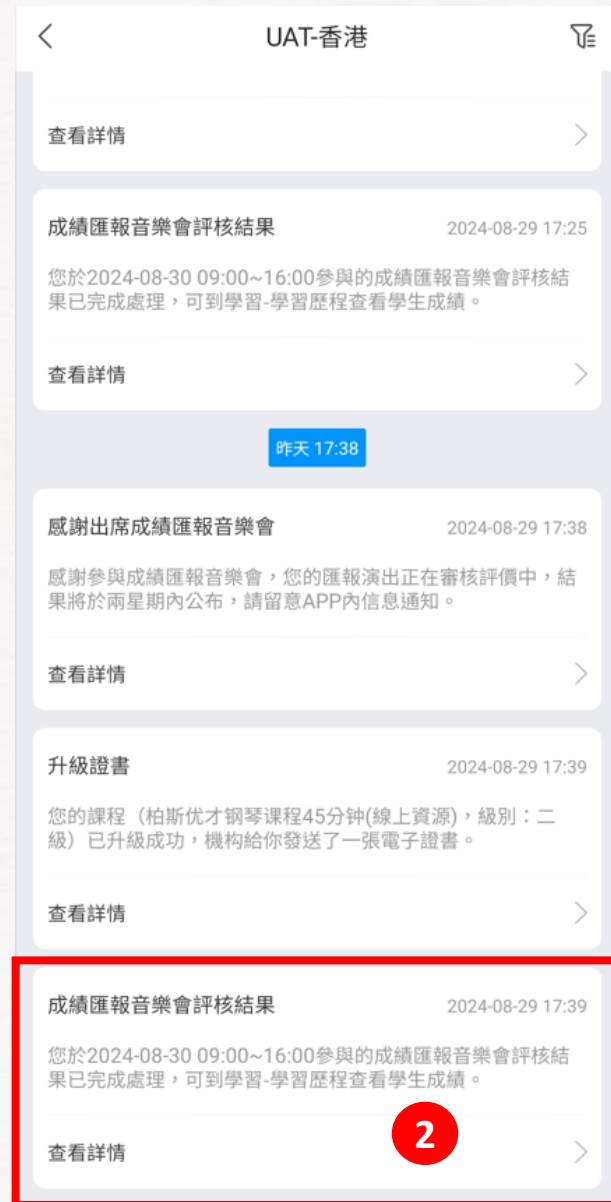 UAT-香港
查看詳情
成績匯報音樂會評核結果 2024-08-29 17:25
您於2024-08-30 09:00~16:00參與的成績匯報音樂會評核結
果已完成處理，可到學習-學習歷程查看學生成績。
查看詳情
昨天 17:38
感謝出席成績匯報音樂會 2024-08-29 17:38
感謝參與成績匯報音樂會，您的匯報演出正在審核評價中，結
果將於兩星期內公布，請留意APP內信息通知。
查看詳情
升級證書 2024-08-29 17:39
您的課程（柏斯优才钢琴课程45分钟(線上資源)，級別：二
級）已升級成功，機构給你發送了一張電子證書。
查看詳情
成績匯報音樂會評核結果 2024-08-29 17:39
您於2024-08-30 09:00~16:00參與的成績匯報音樂會評核結
果已完成處理，可到學習-學習歷程查看學生成績。
2
查看詳情